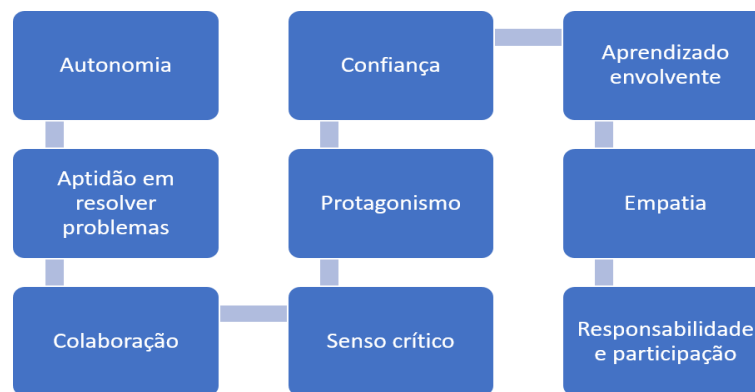 Autonomia
Aptidão em
resolver
problemas
Colaboração
Senso crítico
Protagonismo
Confiança
Aprendizado
envolvente
Empatia
Responsabilidade
e participação